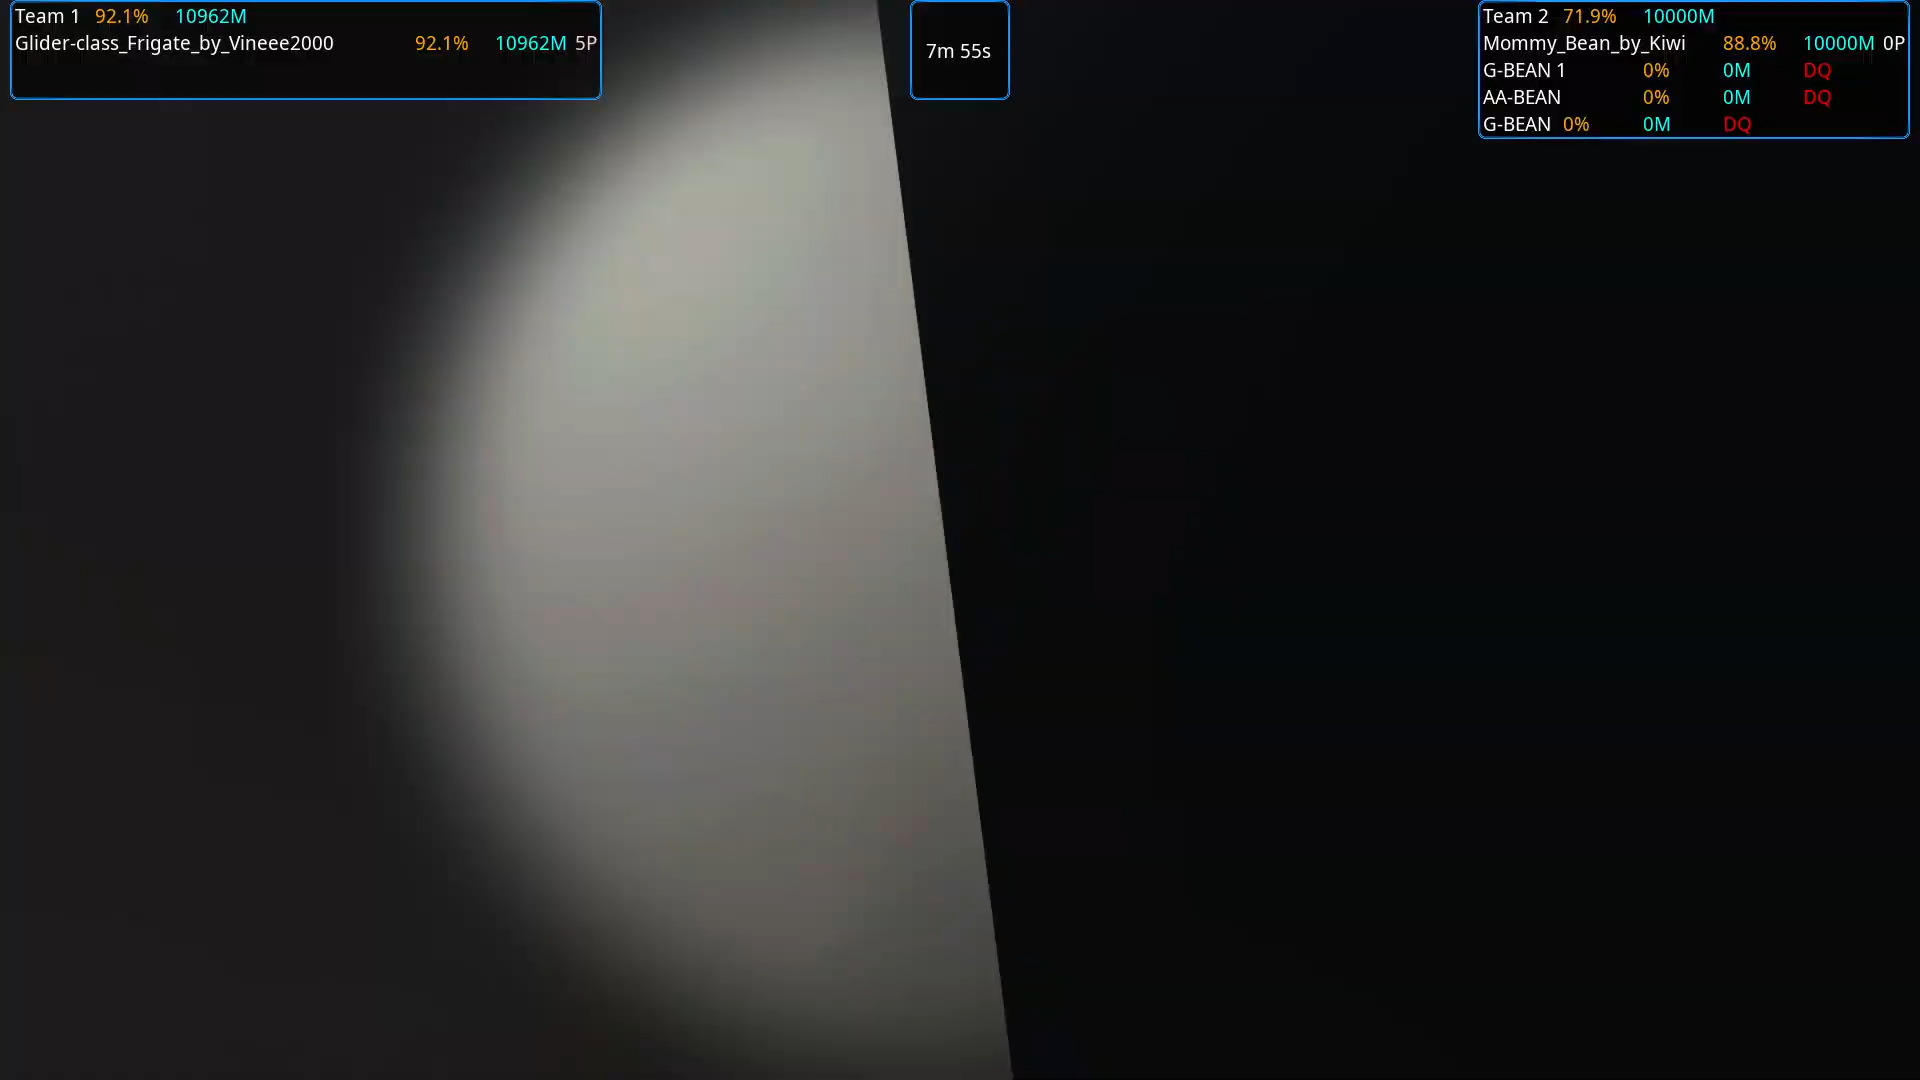 Team 1 92.1% 10962M
Glider-class_Frigate_by_Vineee2000 92.1% 10962M 5P
7m 55s
Team 2 71.9% 10000M
Mommy_Bean_by_Kiwi 88.8% 10000M 0P
G-BEAN 1 0% 0M DQ
AA-BEAN 0% 0M DQ
G-BEAN 0% 0M DQ